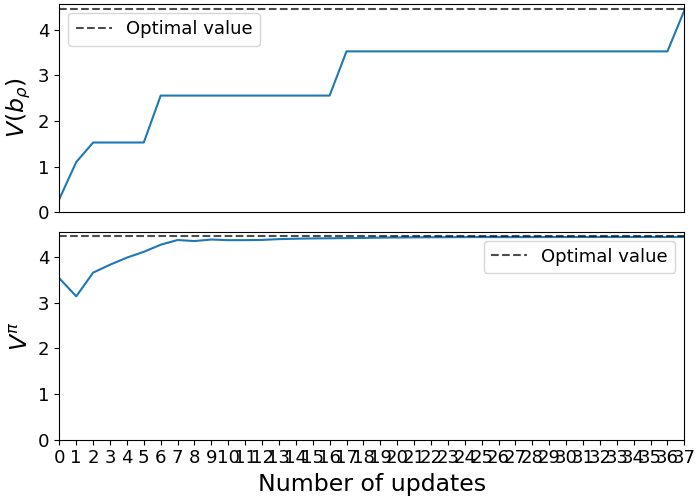 4
3
2
1
0
V(b_ρ)
Optimal value
4
3
2
1
0
V^π
Optimal value
0 1 2 3 4 5 6 7 8 9 10 11 12 13 14 15 16 17 18 19 20 21 22 23 24 25 26 27 28 29 30 31 32 33 34 35 36 37
Number of updates